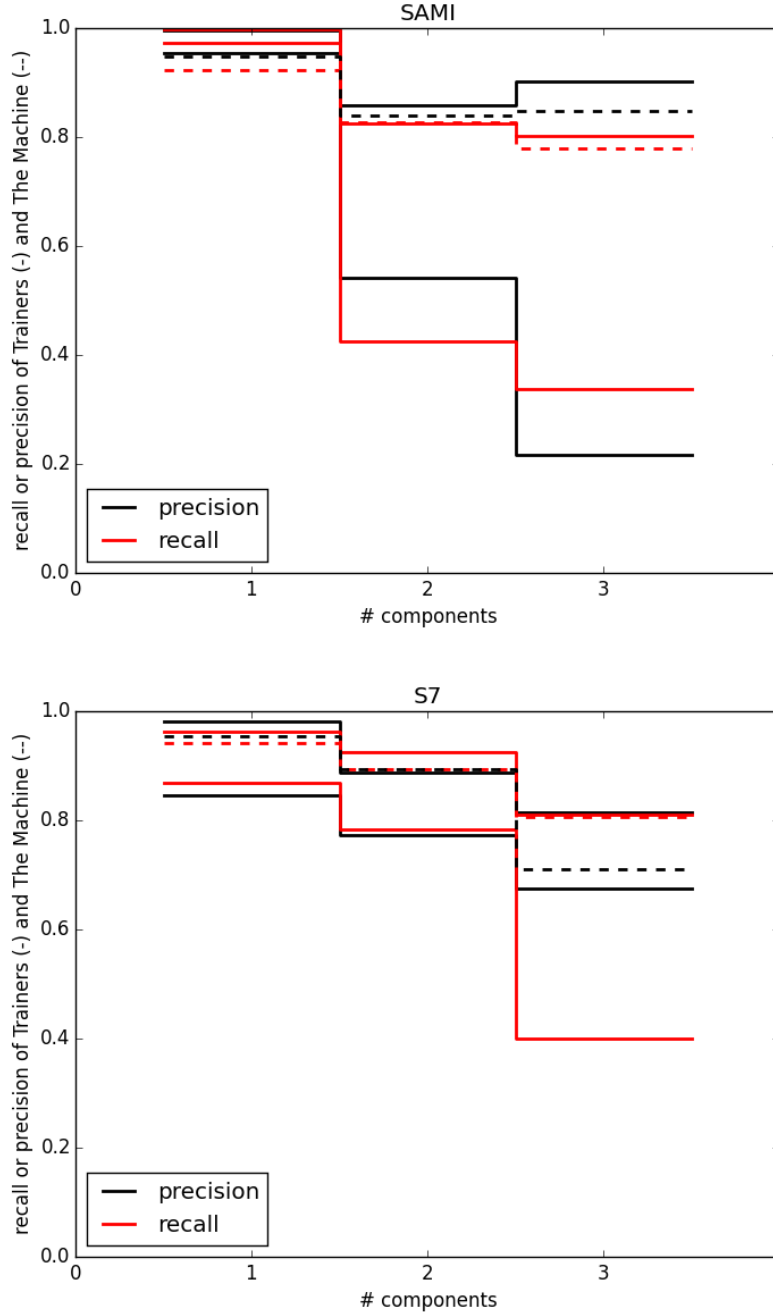 SAMI
recall or precision of Trainers (-) and The Machine (--)
1.0
0.8
0.6
0.4
0.2
0.0
precision
recall
0 1 2 3
# components
S7
recall or precision of Trainers (-) and The Machine (--)
1.0
0.8
0.6
0.4
0.2
0.0
precision
recall
0 1 2 3
# components